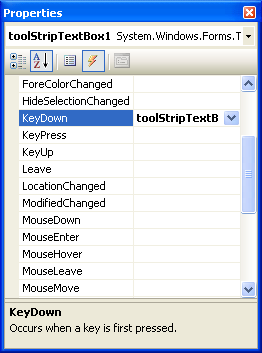 Properties
toolStripTextBox1 System.Windows.Forms.T
ForeColorChanged
HideSelectionChanged
KeyDown toolStripTextB
KeyPress
KeyUp
Leave
LocationChanged
ModifiedChanged
MouseDown
MouseEnter
MouseHover
MouseLeave
MouseMove
KeyDown
Occurs when a key is first pressed.